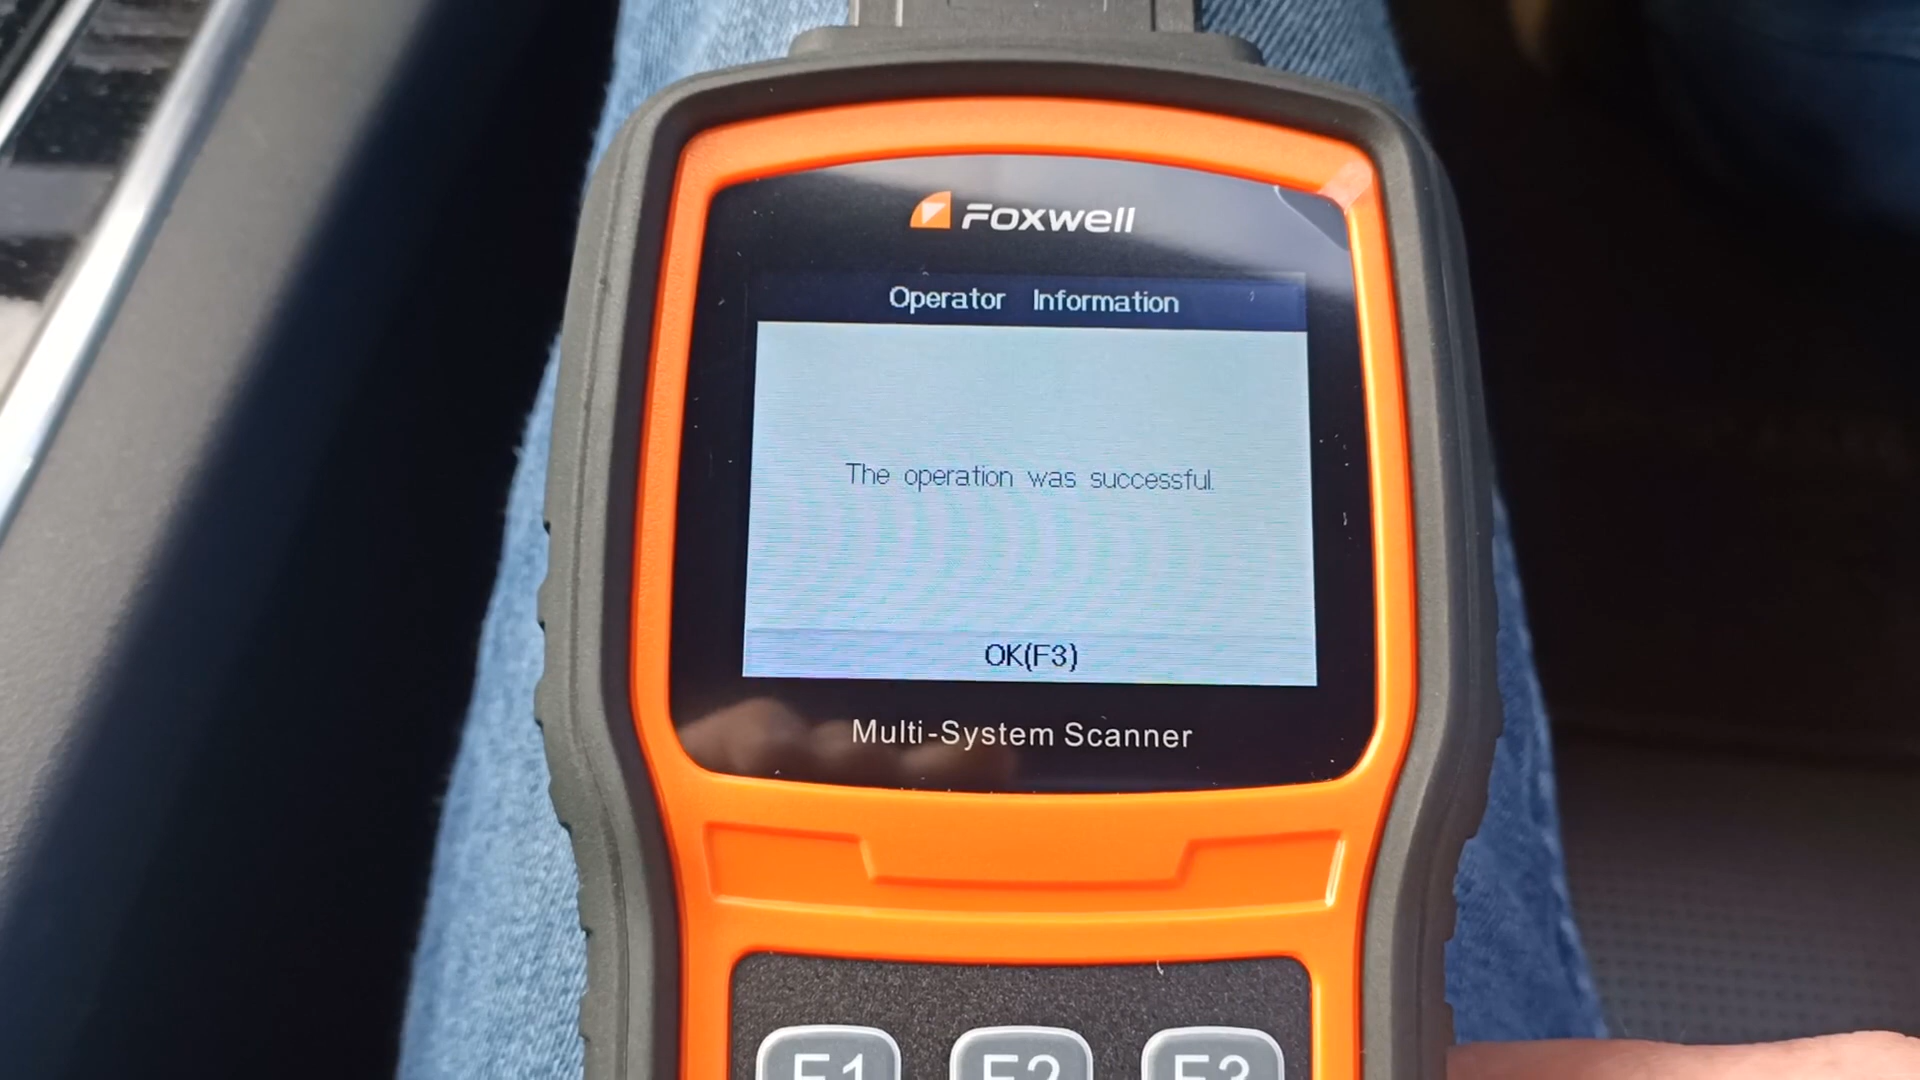 Foxwell
Operator Information
The operation was successful.
OK(F3)
Multi-System Scanner
F1 F2 F3